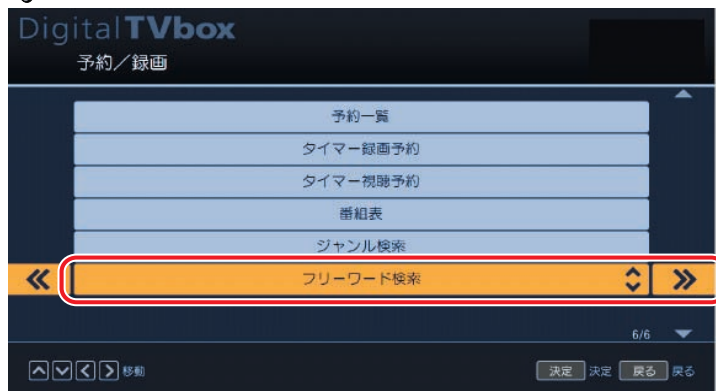 Digital TVbox
予約／録画
予約一覧
タイマー録画予約
タイマー視聴予約
番組表
ジャンル検索
フリーワード検索
6/6
移動 決定 決定 戻る 戻る